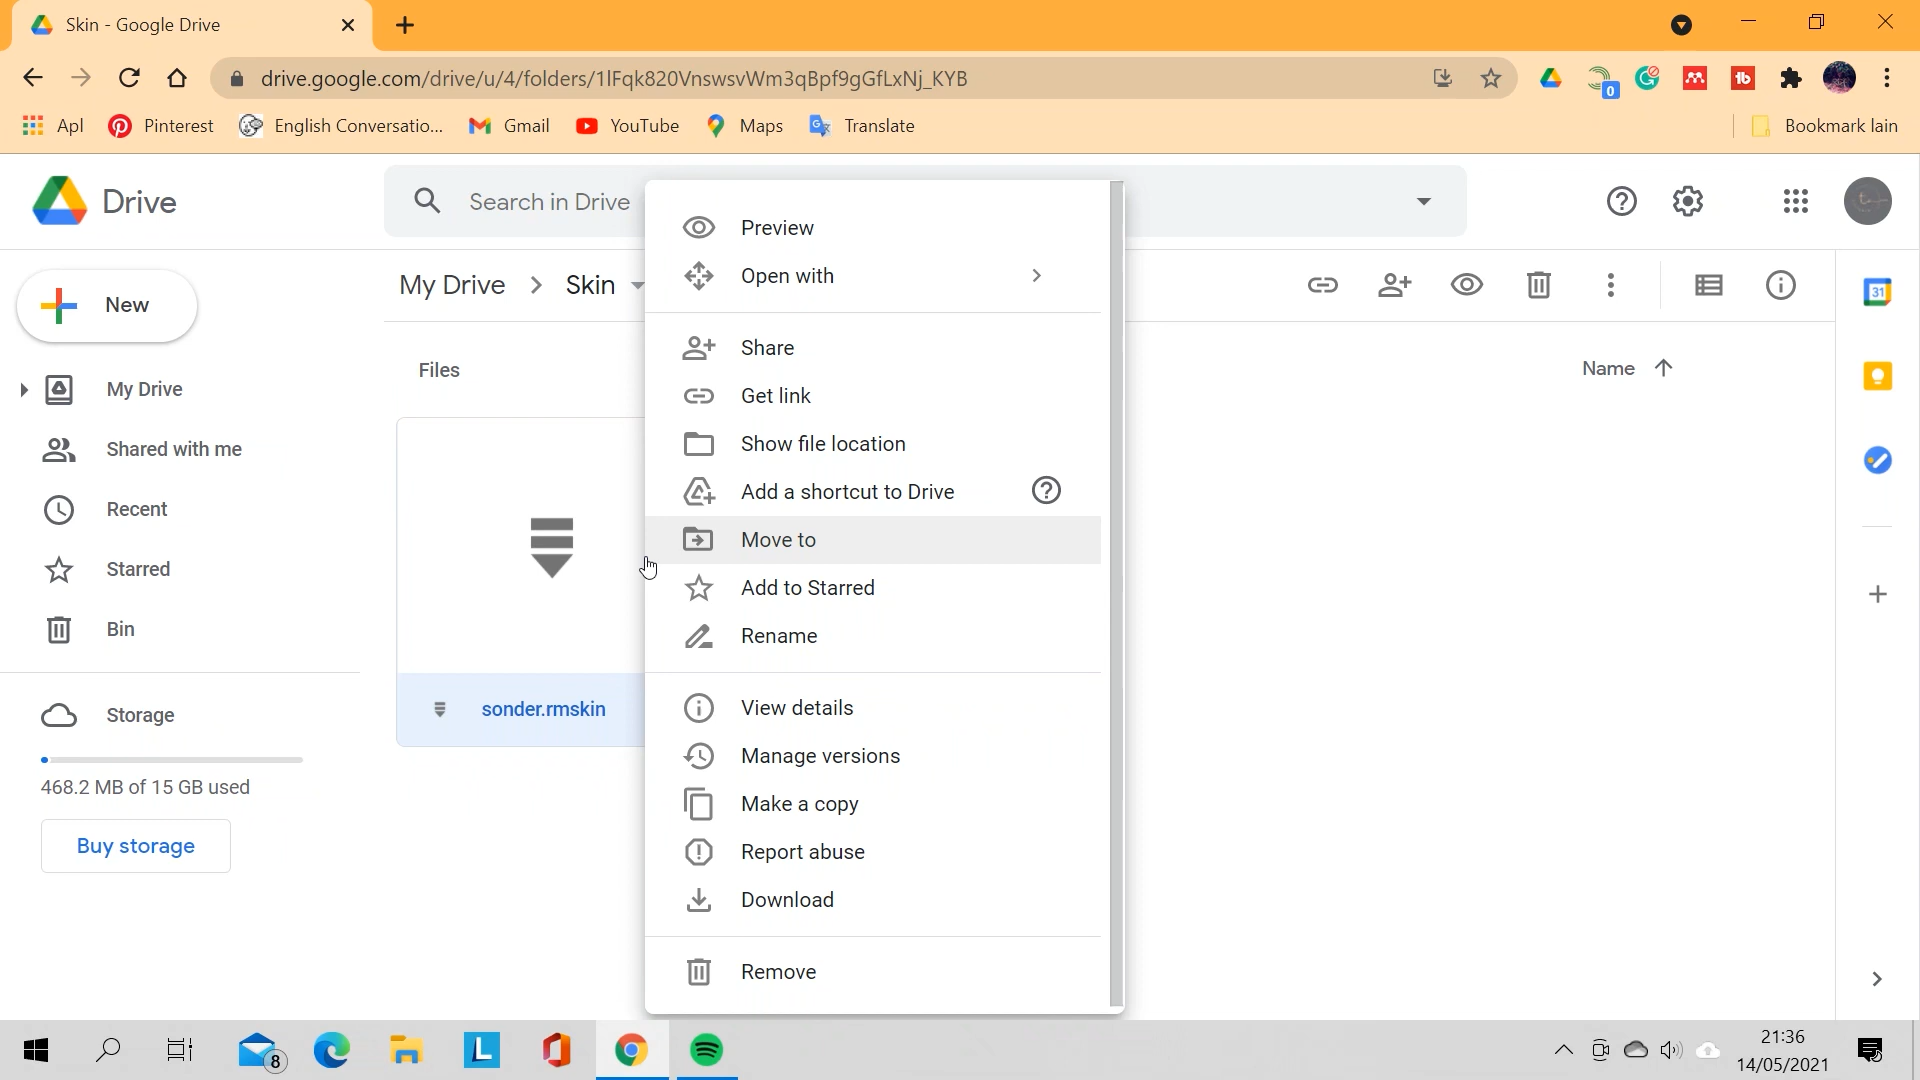 Skin - Google Drive
drive.google.com/drive/u/4/folders/1lFqk820VnswsvWm3qBpf9gGfLxNj_KYB
0
Apl
Pinterest
English Conversatio...
Gmail
YouTube
Maps
Translate
Bookmark lain
Drive
Search in Drive
New
My Drive
Skin
My Drive
Shared with me
Recent
Starred
Bin
Storage
468.2 MB of 15 GB used
Buy storage
Files
Name
sonder.rmskin
Preview
Open with
Share
Get link
Show file location
Add a shortcut to Drive
Move to
Add to Starred
Rename
View details
Manage versions
Make a copy
Report abuse
Download
Remove
31
8
L
21:36
14/05/2021